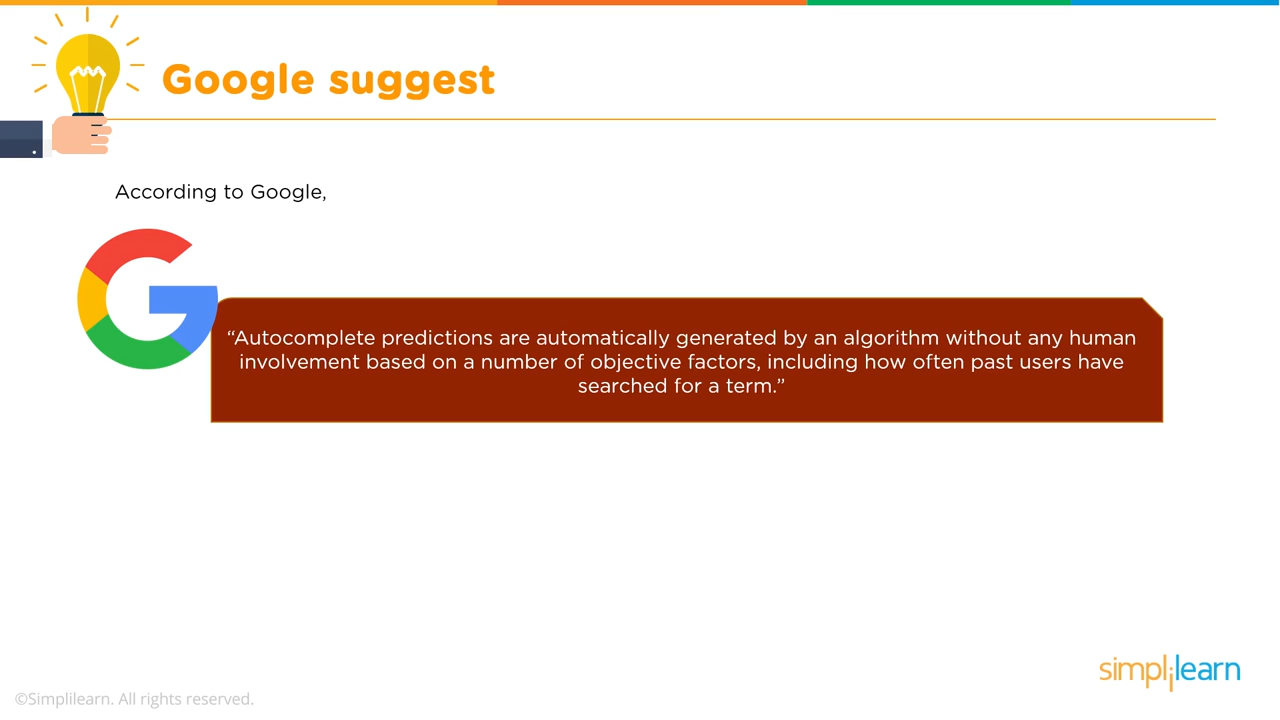 Google suggest
According to Google,
“Autocomplete predictions are automatically generated by an algorithm without any human
involvement based on a number of objective factors, including how often past users have
searched for a term.”
simplilearn
©Simplilearn. All rights reserved.